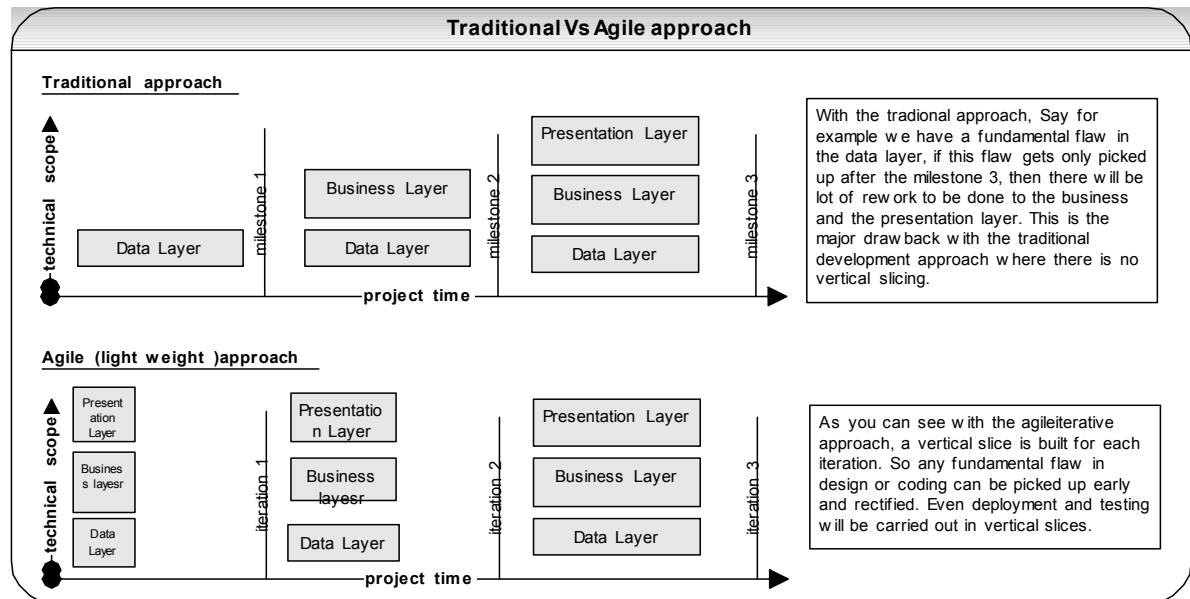 Traditional Vs Agile approach
Traditional approach
technical scope
Data Layer
milestone 1
Business Layer
Data Layer
milestone 2
Presentation Layer
Business Layer
Data Layer
milestone 3
project time
With the tradional approach, Say for
example we have a fundamental flaw in
the data layer, if this flaw gets only picked
up after the milestone 3, then there will be
lot of rework to be done to the business
and the presentation layer. This is the
major drawback with the traditional
development approach where there is no
vertical slicing.
Agile (light weight )approach
technical scope
Present
ation
Layer
Busines
s layesr
Data
Layer
iteration 1
Presentatio
n Layer
Business
layesr
Data Layer
iteration 2
Presentation Layer
Business Layer
Data Layer
iteration 3
project time
As you can see with the agileiterative
approach, a vertical slice is built for each
iteration. So any fundamental flaw in
design or coding can be picked up early
and rectified. Even deployment and testing
will be carried out in vertical slices.